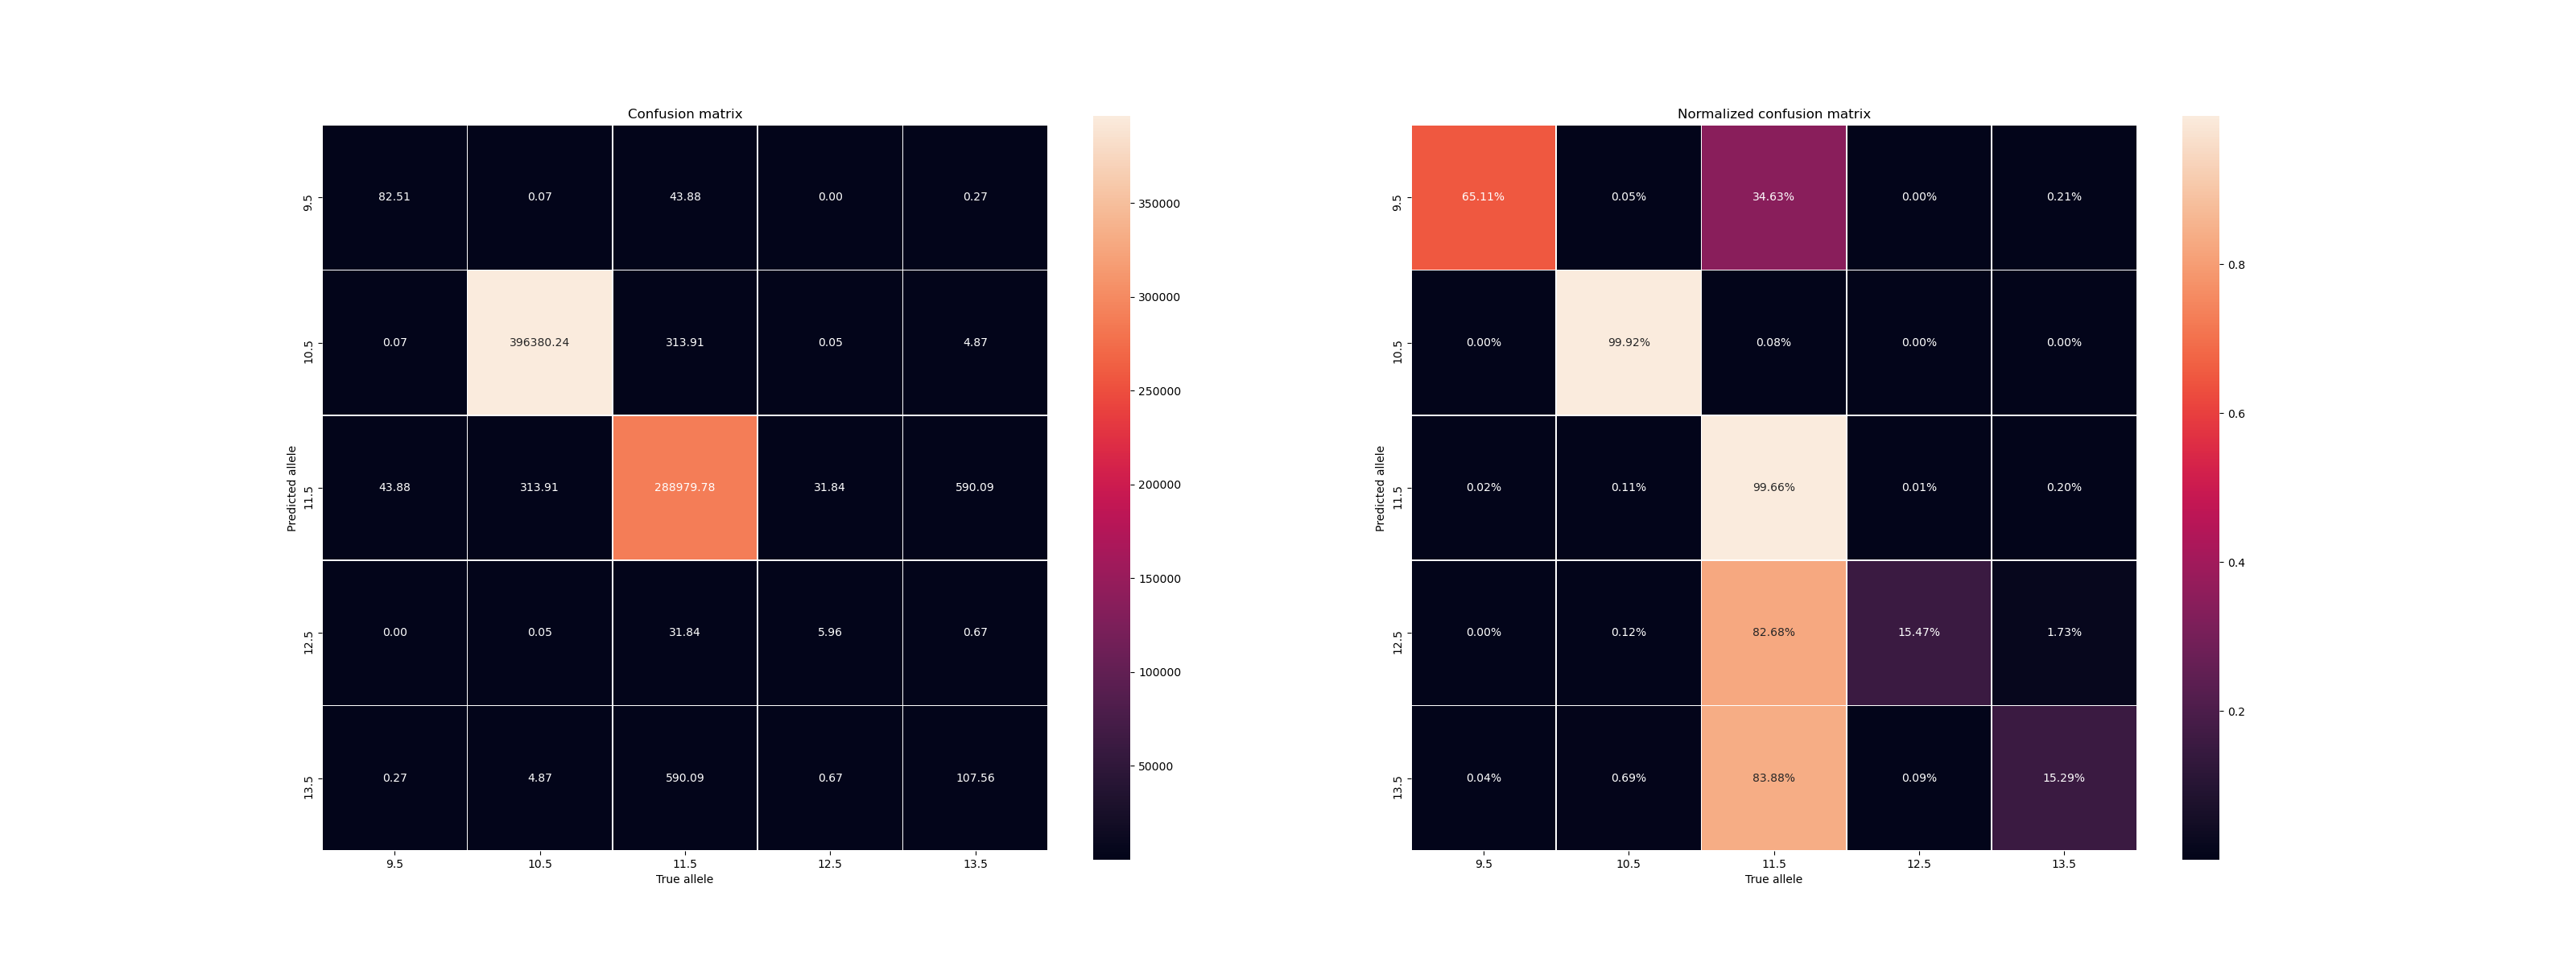 Confusion matrix
9.5
82.51 0.07 43.88 0.00 0.27
10.5
0.07 396380.24 313.91 0.05 4.87
11.5
43.88 313.91 288979.78 31.84 590.09
12.5
0.00 0.05 31.84 5.96 0.67
13.5
0.27 4.87 590.09 0.67 107.56
Predicted allele
9.5 10.5 11.5 12.5 13.5
True allele
350000
300000
250000
200000
150000
100000
50000
Normalized confusion matrix
9.5
65.11% 0.05% 34.63% 0.00% 0.21%
10.5
0.00% 99.92% 0.08% 0.00% 0.00%
11.5
0.02% 0.11% 99.66% 0.01% 0.20%
12.5
0.00% 0.12% 82.68% 15.47% 1.73%
13.5
0.04% 0.69% 83.88% 0.09% 15.29%
Predicted allele
9.5 10.5 11.5 12.5 13.5
True allele
0.8
0.6
0.4
0.2